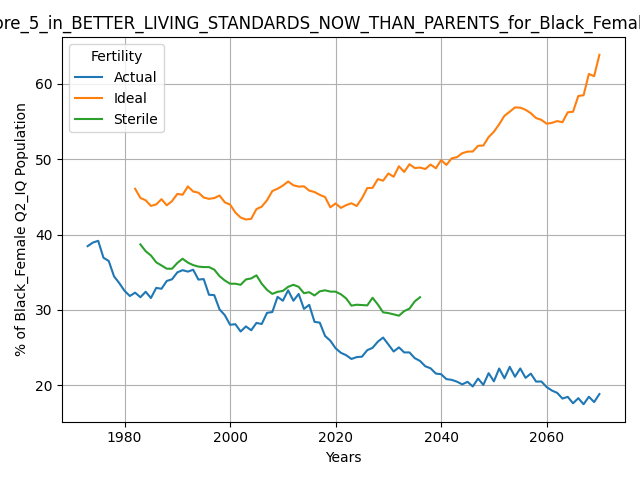 ore_5_in_BETTER_LIVING_STANDARDS_NOW_THAN_PARENTS_for_Black_Femal
Fertility
Actual
Ideal
Sterile
% of Black_Female Q2_IQ Population
60
50
40
30
20
1980 2000 2020 2040 2060
Years